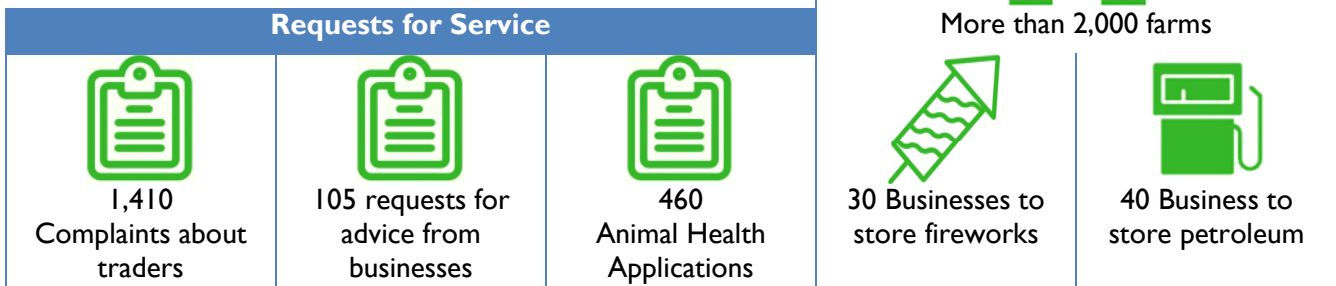 Requests for Service
1,410
Complaints about
traders
105 requests for
advice from
businesses
460
Animal Health
Applications
More than 2,000 farms
30 Businesses to
store fireworks
40 Business to
store petroleum